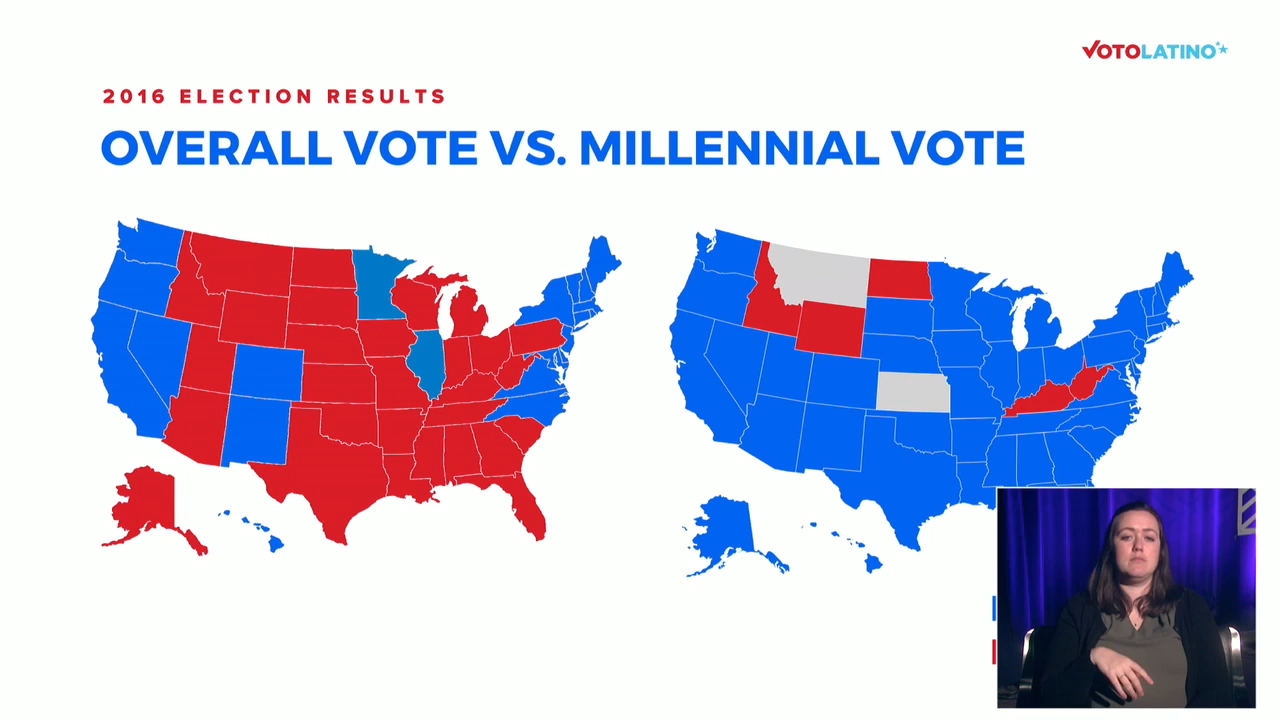 VOTOLATINO
2016 ELECTION RESULTS
OVERALL VOTE VS. MILLENNIAL VOTE